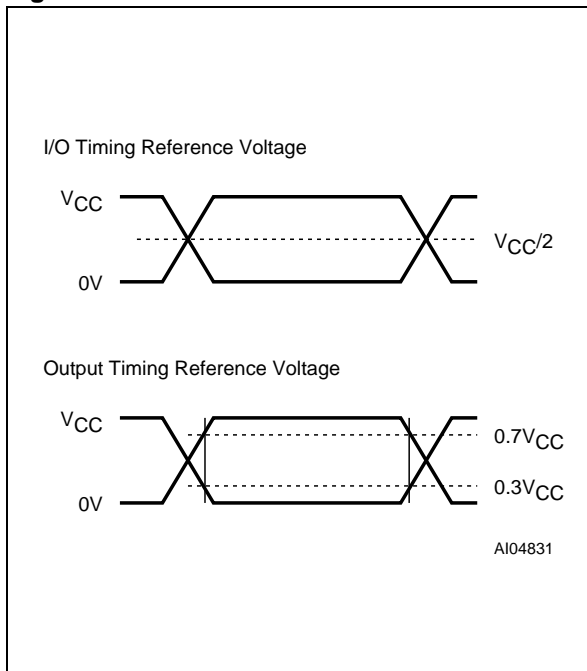 I/O Timing Reference Voltage
VCC
VCC/2
0V
Output Timing Reference Voltage
VCC
0.7VCC
0.3VCC
0V
AI04831